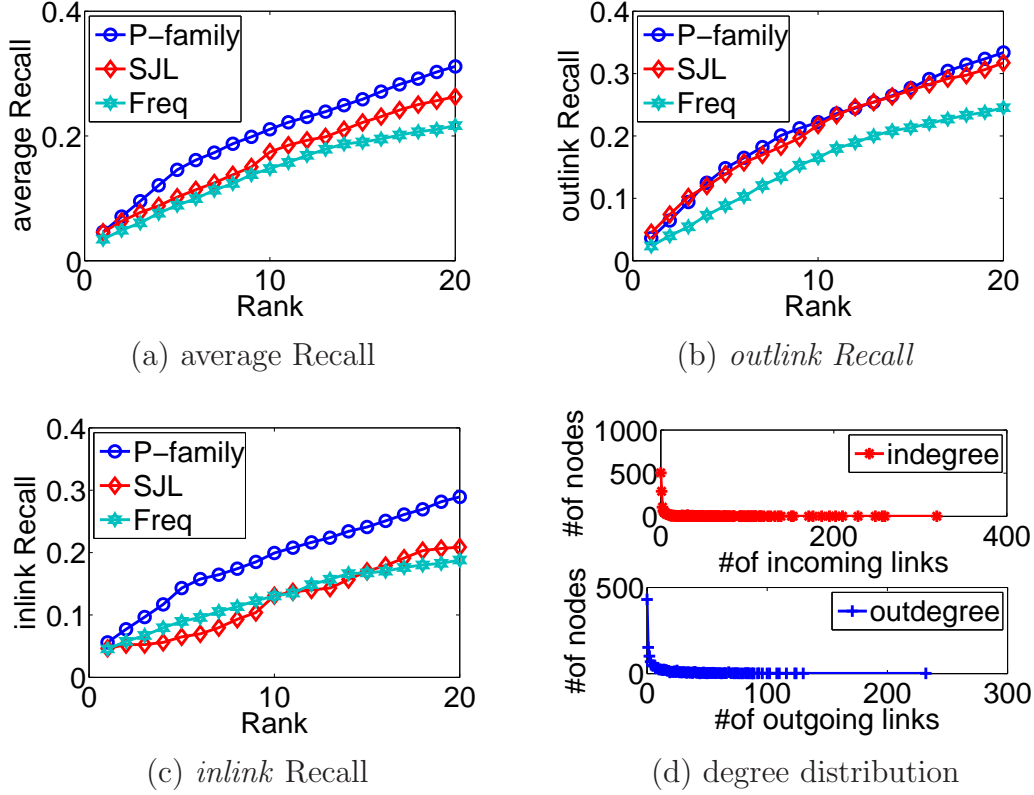 0.4
0.2
0
average Recall
P-family
SJL
Freq
0
10
20
Rank
(a) average Recall
0.4
0.3
0.2
0.1
0
outlink Recall
P-family
SJL
Freq
0
10
20
Rank
(b) outlink Recall
0.4
0.3
0.2
0.1
0
inlink Recall
P-family
SJL
Freq
0
10
20
Rank
(c) inlink Recall
1000
500
0
#of nodes
indegree
0
200
400
#of incoming links
500
0
#of nodes
outdegree
0
100
200
300
#of outgoing links
(d) degree distribution